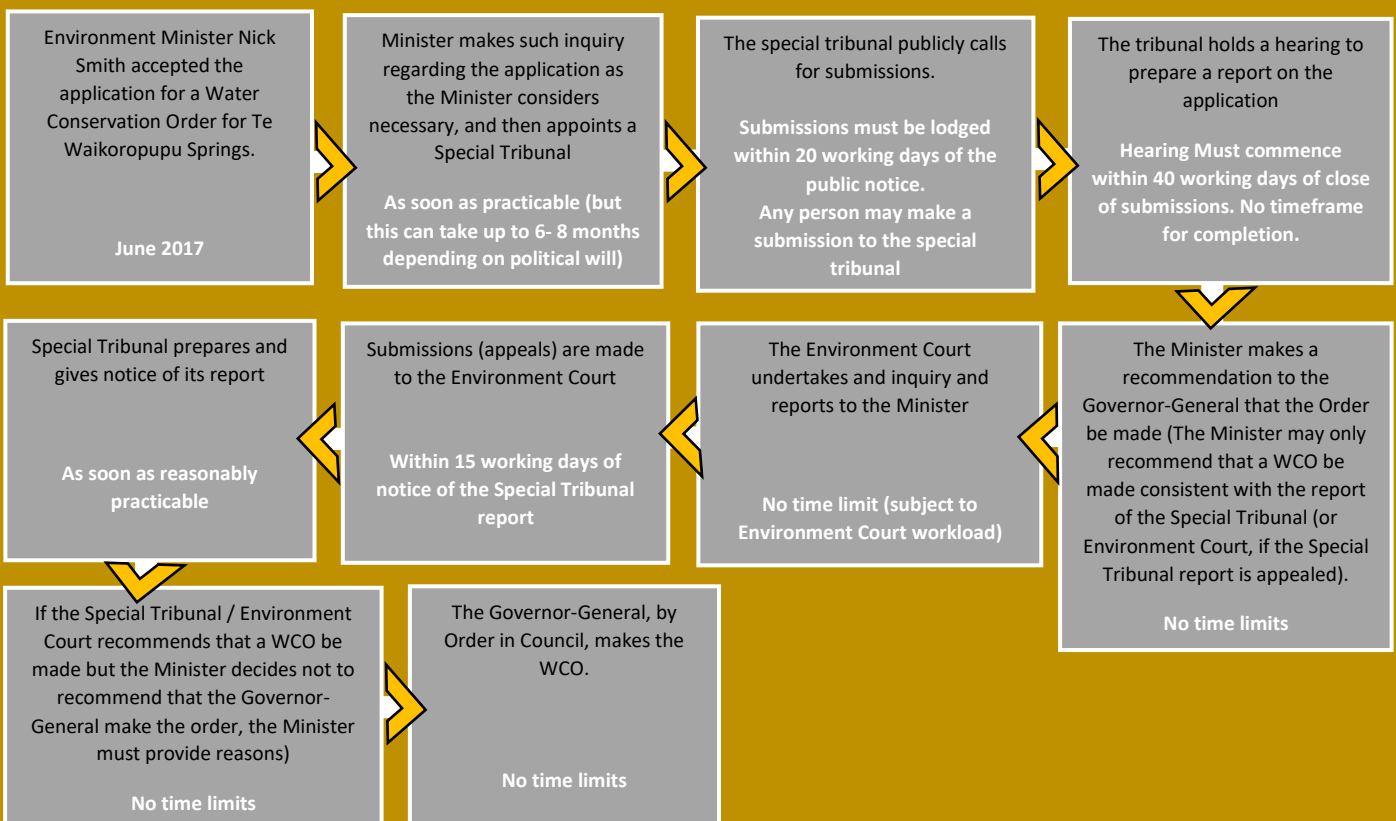 Environment Minister Nick
Smith accepted the
application for a Water
Conservation Order for Te
Waikoropupu Springs.
June 2017
Minister makes such inquiry
regarding the application as
the Minister considers
necessary, and then appoints a
Special Tribunal
As soon as practicable (but
this can take up to 6- 8 months
depending on political will)
The special tribunal publicly calls
for submissions.
Submissions must be lodged
within 20 working days of the
public notice.
Any person may make a
submission to the special
tribunal
The tribunal holds a hearing to
prepare a report on the
application
Hearing Must commence
within 40 working days of close
of submissions. No timeframe
for completion.
The Minister makes a
recommendation to the
Governor-General that the Order
be made (The Minister may only
recommend that a WCO be
made consistent with the report
of the Special Tribunal (or
Environment Court, if the Special
Tribunal report is appealed).
No time limits
The Environment Court
undertakes and inquiry and
reports to the Minister
No time limit (subject to
Environment Court workload)
Submissions (appeals) are made
to the Environment Court
Within 15 working days of
notice of the Special Tribunal
report
Special Tribunal prepares and
gives notice of its report
As soon as reasonably
practicable
If the Special Tribunal / Environment
Court recommends that a WCO be
made but the Minister decides not to
recommend that the Governor-
General make the order, the Minister
must provide reasons)
No time limits
The Governor-General, by
Order in Council, makes the
WCO.
No time limits